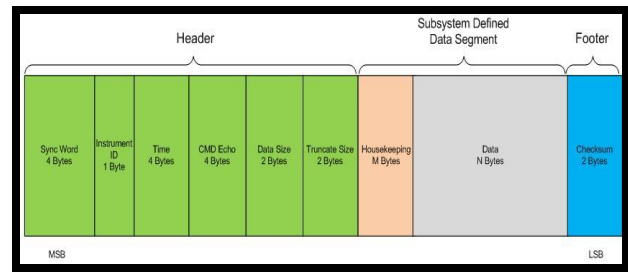 Header
Subsystem Defined
Data Segment
Footer
Sync Word
4 Bytes
Instrument
ID
1 Byte
Time
4 Bytes
CMD Echo
4 Bytes
Data Size
2 Bytes
Truncate Size
2 Bytes
Housekeeping
M Bytes
Data
N Bytes
Checksum
2 Bytes
MSB
LSB